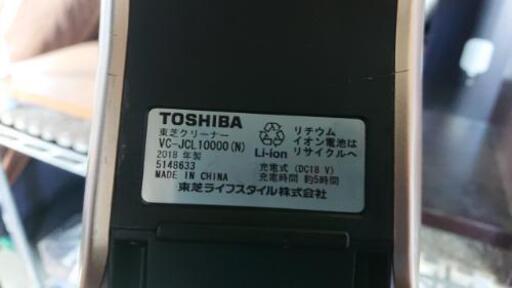 TOSHIBA
東芝クリーナー
VC-JCL10000(N)
2018 年製
5148633
MADE IN CHINA
Li-ion
リチウム
イオン電池は
リサイクルへ
充電式 (DC18 V)
充電時間 約5時間
東芝ライフスタイル株式会社